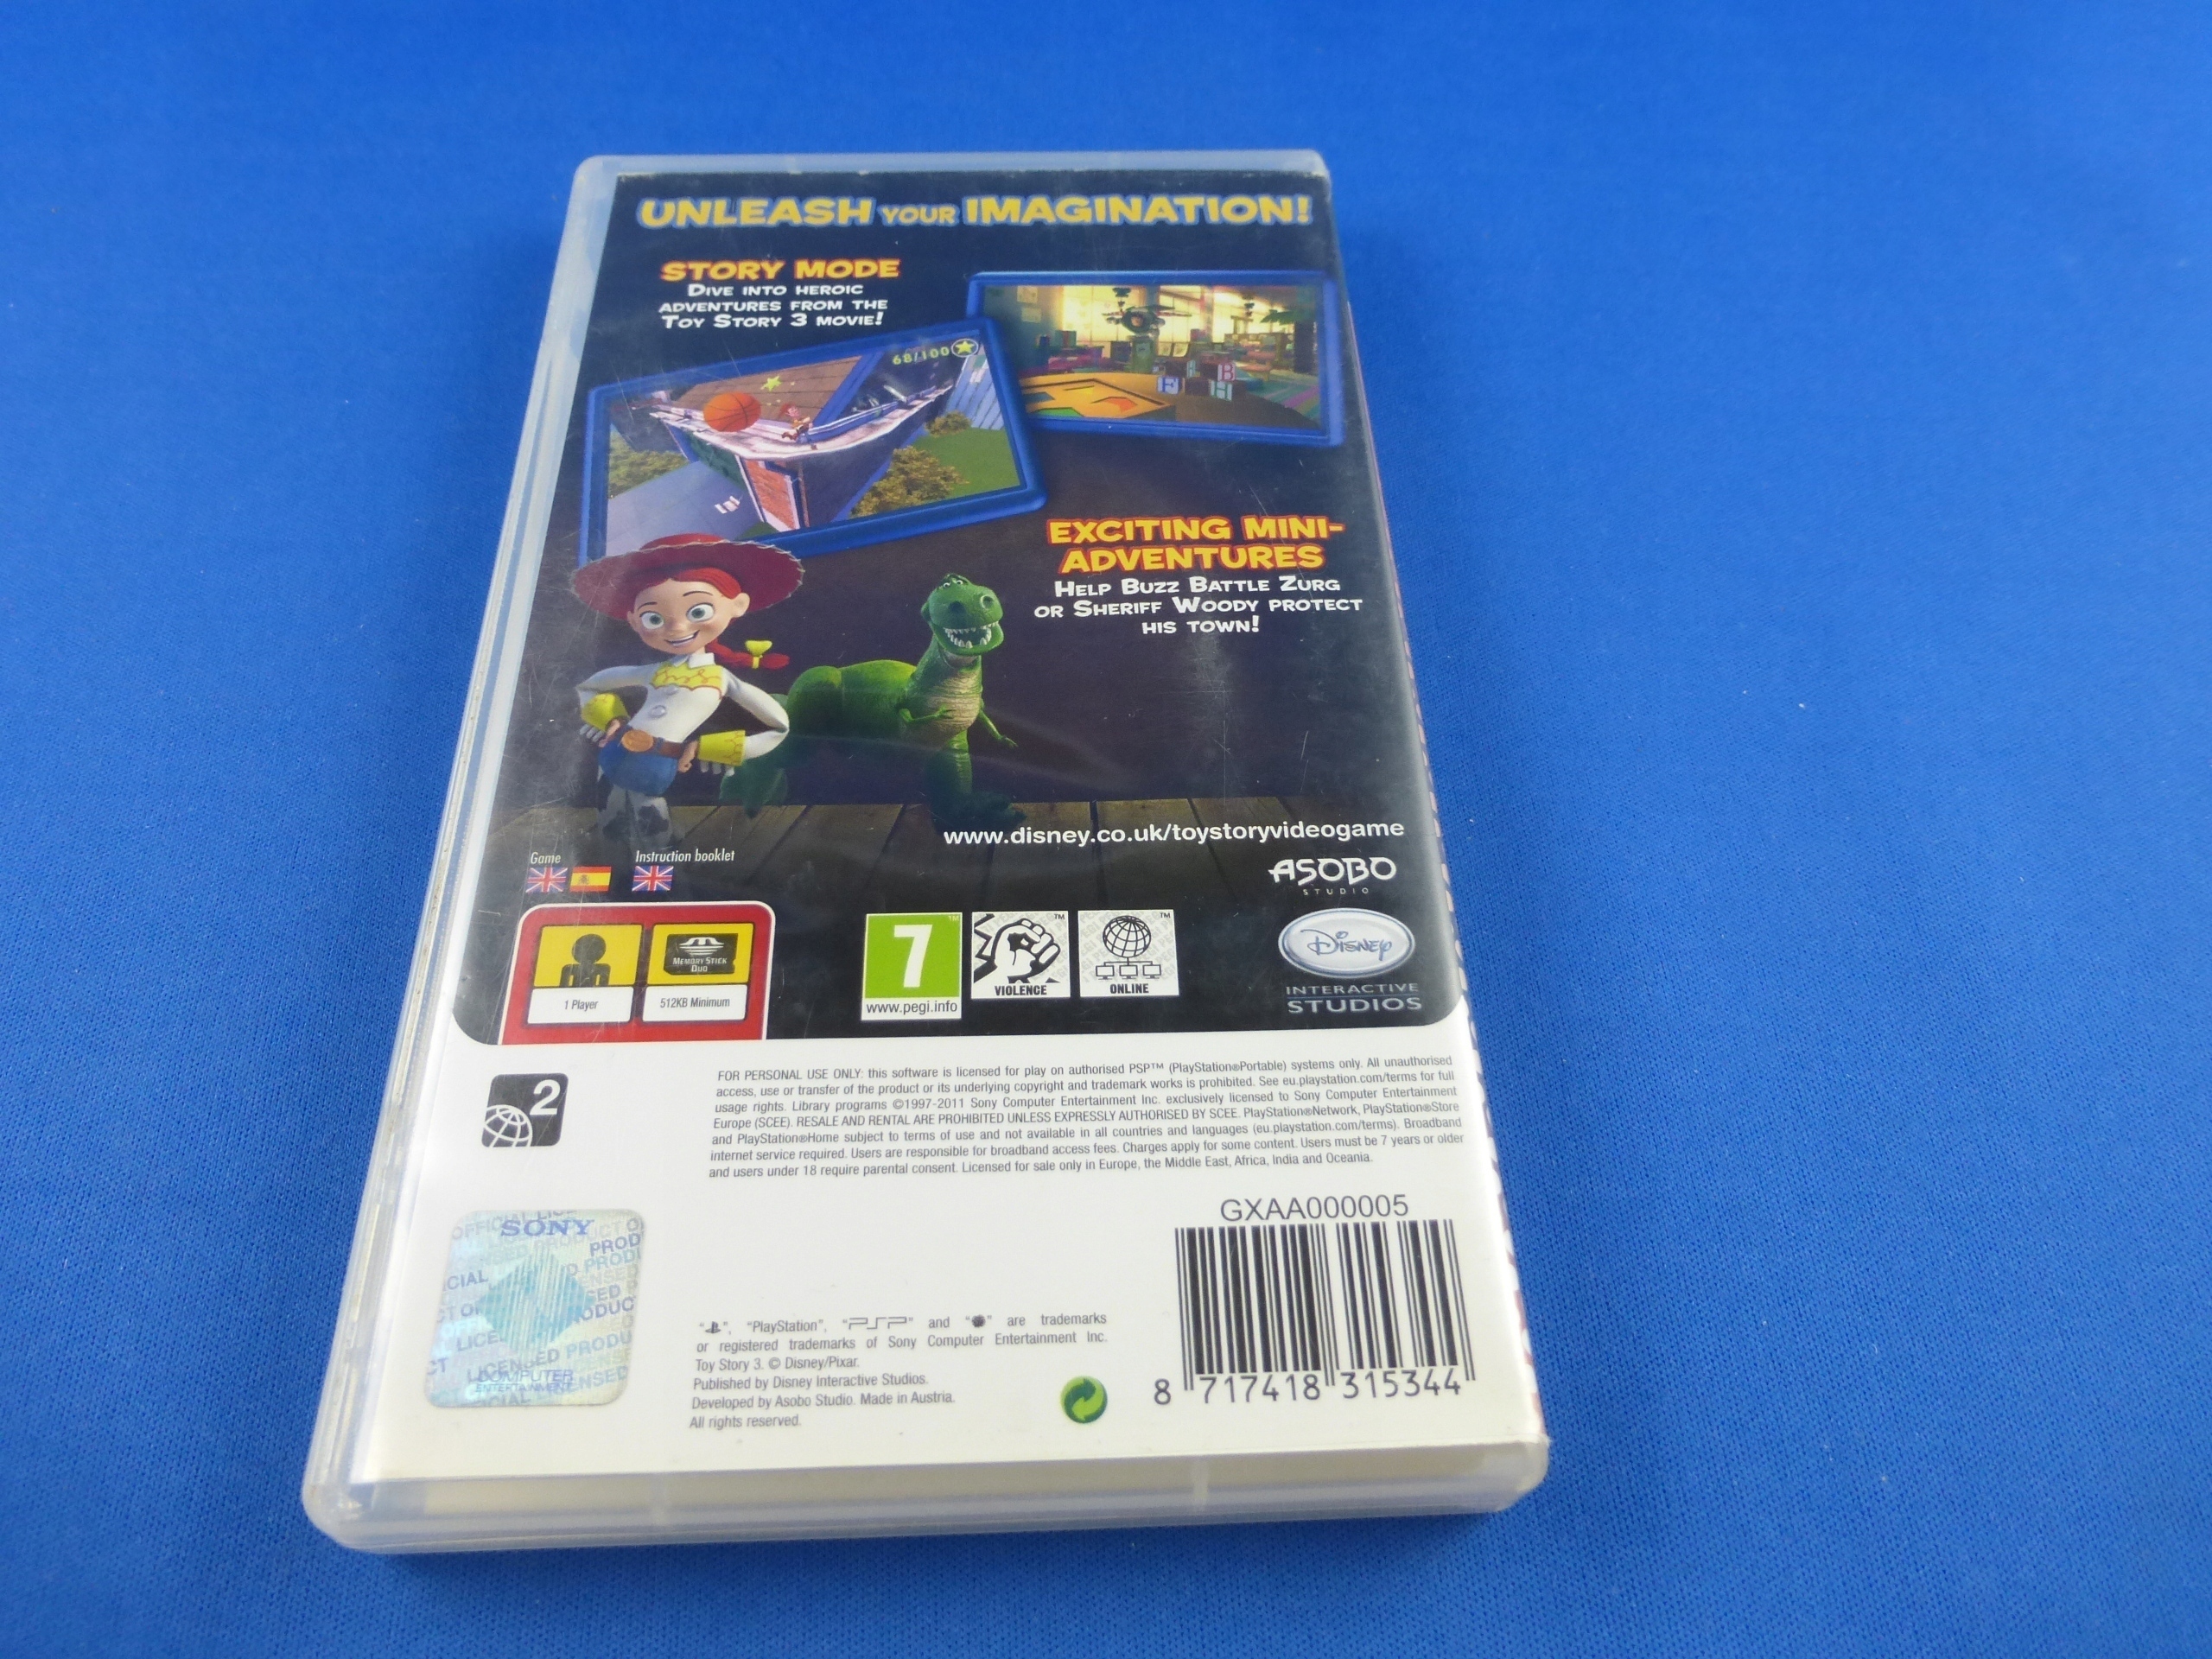 UNLEASH YOUR IMAGINATION!
STORY MODE
DIVE INTO HEROIC
ADVENTURES FROM THE
TOY STORY 3 MOVIE!
68/100
EXCITING MINI-
ADVENTURES
HELP BUZZ BATTLE ZURG
OR SHERIFF WOODY PROTECT
HIS TOWN!
www.disney.co.uk/toystoryvideogame
Game
Instruction booklet
ASOBO
STUDIO
1 Player
MEMORY STICK
DUO
512KB Minimum
7
www.pegi.info
VIOLENCE
ONLINE
Disney
INTERACTIVE
STUDIOS
2
FOR PERSONAL USE ONLY: this software is licensed for play on authorised PSP™ (PlayStation®Portable) systems only. All unauthorised
access, use or transfer of the product or its underlying copyright and trademark works is prohibited. See eu.playstation.com/terms for full
usage rights. Library programs ©1997-2011 Sony Computer Entertainment Inc. exclusively licensed to Sony Computer Entertainment
Europe (SCEE). RESALE AND RENTAL ARE PROHIBITED UNLESS EXPRESSLY AUTHORISED BY SCEE. PlayStation®Network, PlayStation®Store
and PlayStation®Home subject to terms of use and not available in all countries and languages (eu.playstation.com/terms). Broadband
internet service required. Users are responsible for broadband access fees. Charges apply for some content. Users must be 7 years or older
and users under 18 require parental consent. Licensed for sale only in Europe, the Middle East, Africa, India and Oceania.
SONY
COMPUTER
ENTERTAINMENT
LICENSED PRODU
GXAA000005
8 717418 315344
"", "PlayStation", "PSP" and "" are trademarks
or registered trademarks of Sony Computer Entertainment Inc.
Toy Story 3. © Disney/Pixar.
Published by Disney Interactive Studios.
Developed by Asobo Studio. Made in Austria.
All rights reserved.